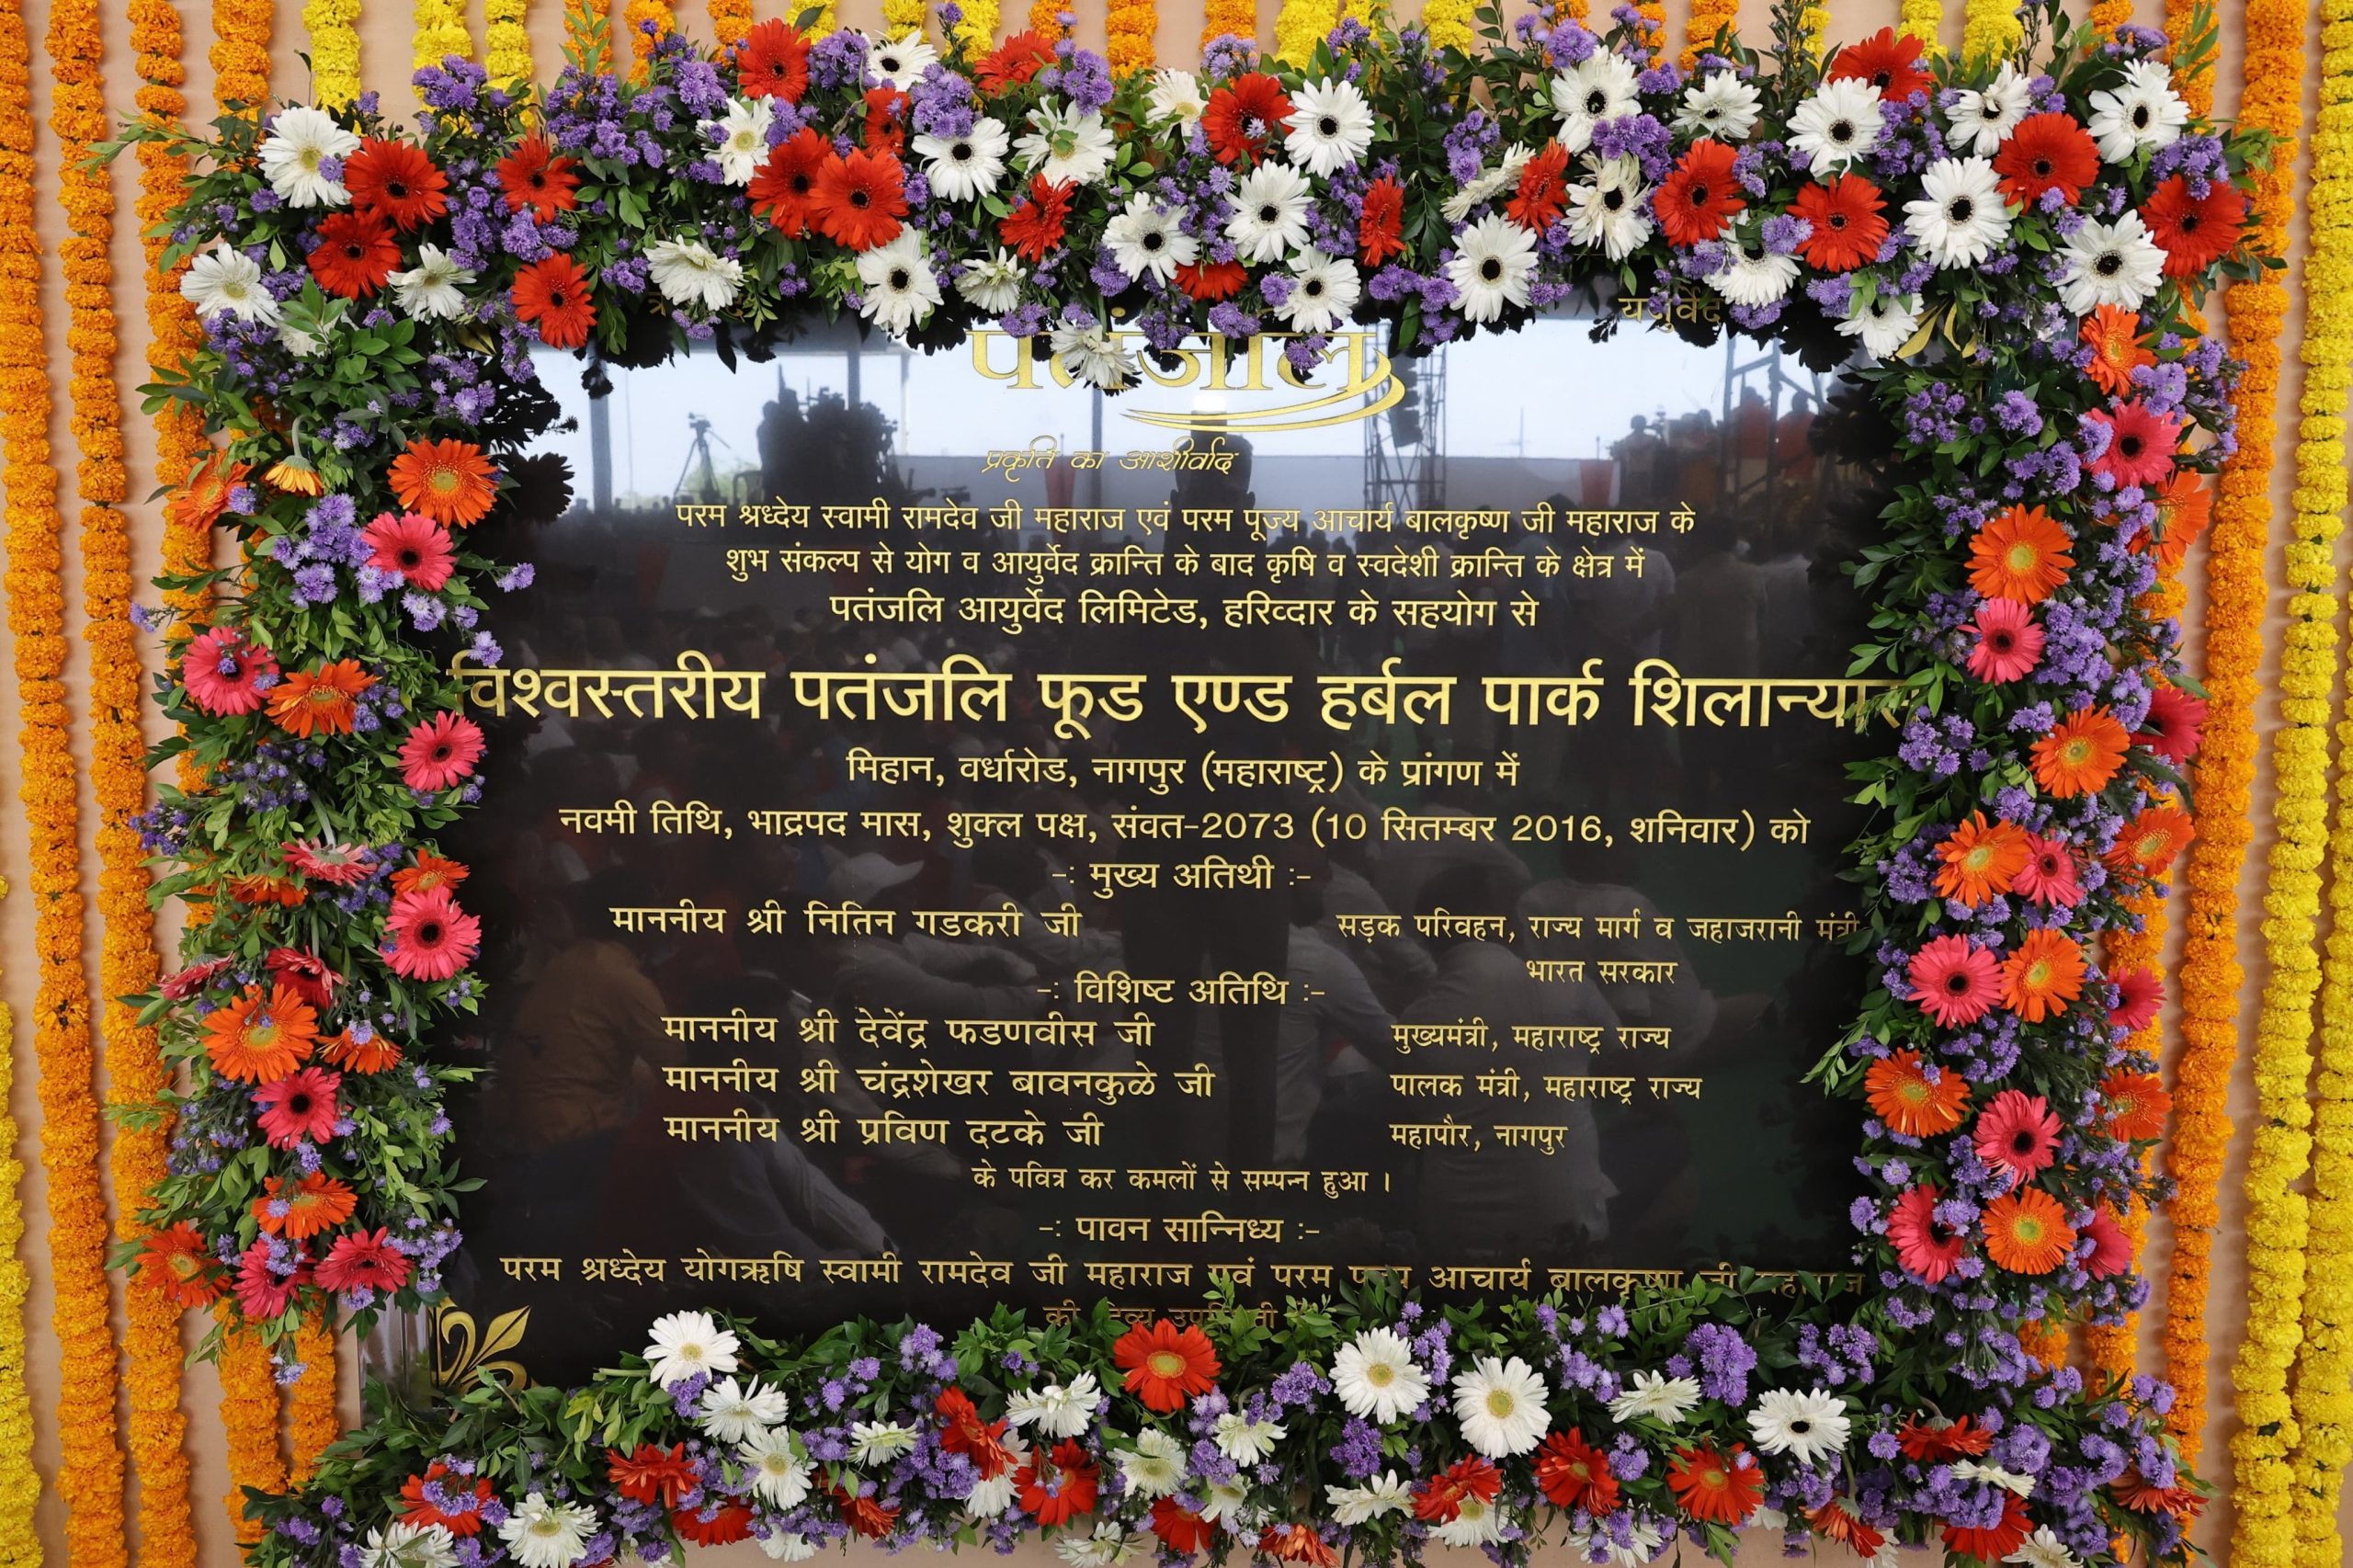 यजुर्वेद
पतंजलि
प्रकृति का आशीर्वाद
परम श्रध्देय स्वामी रामदेव जी महाराज एवं परम पूज्य आचार्य बालकृष्ण जी महाराज के
शुभ संकल्प से योग व आयुर्वेद क्रान्ति के बाद कृषि व स्वदेशी क्रान्ति के क्षेत्र में
पतंजलि आयुर्वेद लिमिटेड, हरिव्दार के सहयोग से
विश्वस्तरीय पतंजलि फूड एण्ड हर्बल पार्क शिलान्यास
मिहान, वर्धारोड, नागपुर (महाराष्ट्र) के प्रांगण में
नवमी तिथि, भाद्रपद मास, शुक्ल पक्ष, संवत-2073 (10 सितम्बर 2016, शनिवार) को
-: मुख्य अतिथी :-
माननीय श्री नितिन गडकरी जी सड़क परिवहन, राज्य मार्ग व जहाजरानी मंत्री
भारत सरकार
-: विशिष्ट अतिथि :-
माननीय श्री देवेंद्र फडणवीस जी मुख्यमंत्री, महाराष्ट्र राज्य
माननीय श्री चंद्रशेखर बावनकुळे जी पालक मंत्री, महाराष्ट्र राज्य
माननीय श्री प्रविण दटके जी महापौर, नागपुर
के पवित्र कर कमलों से सम्पन्न हुआ ।
-: पावन सान्निध्य :-
परम श्रध्देय योगऋषि स्वामी रामदेव जी महाराज एवं परम पूज्य आचार्य बालकृष्ण जी महाराज
की